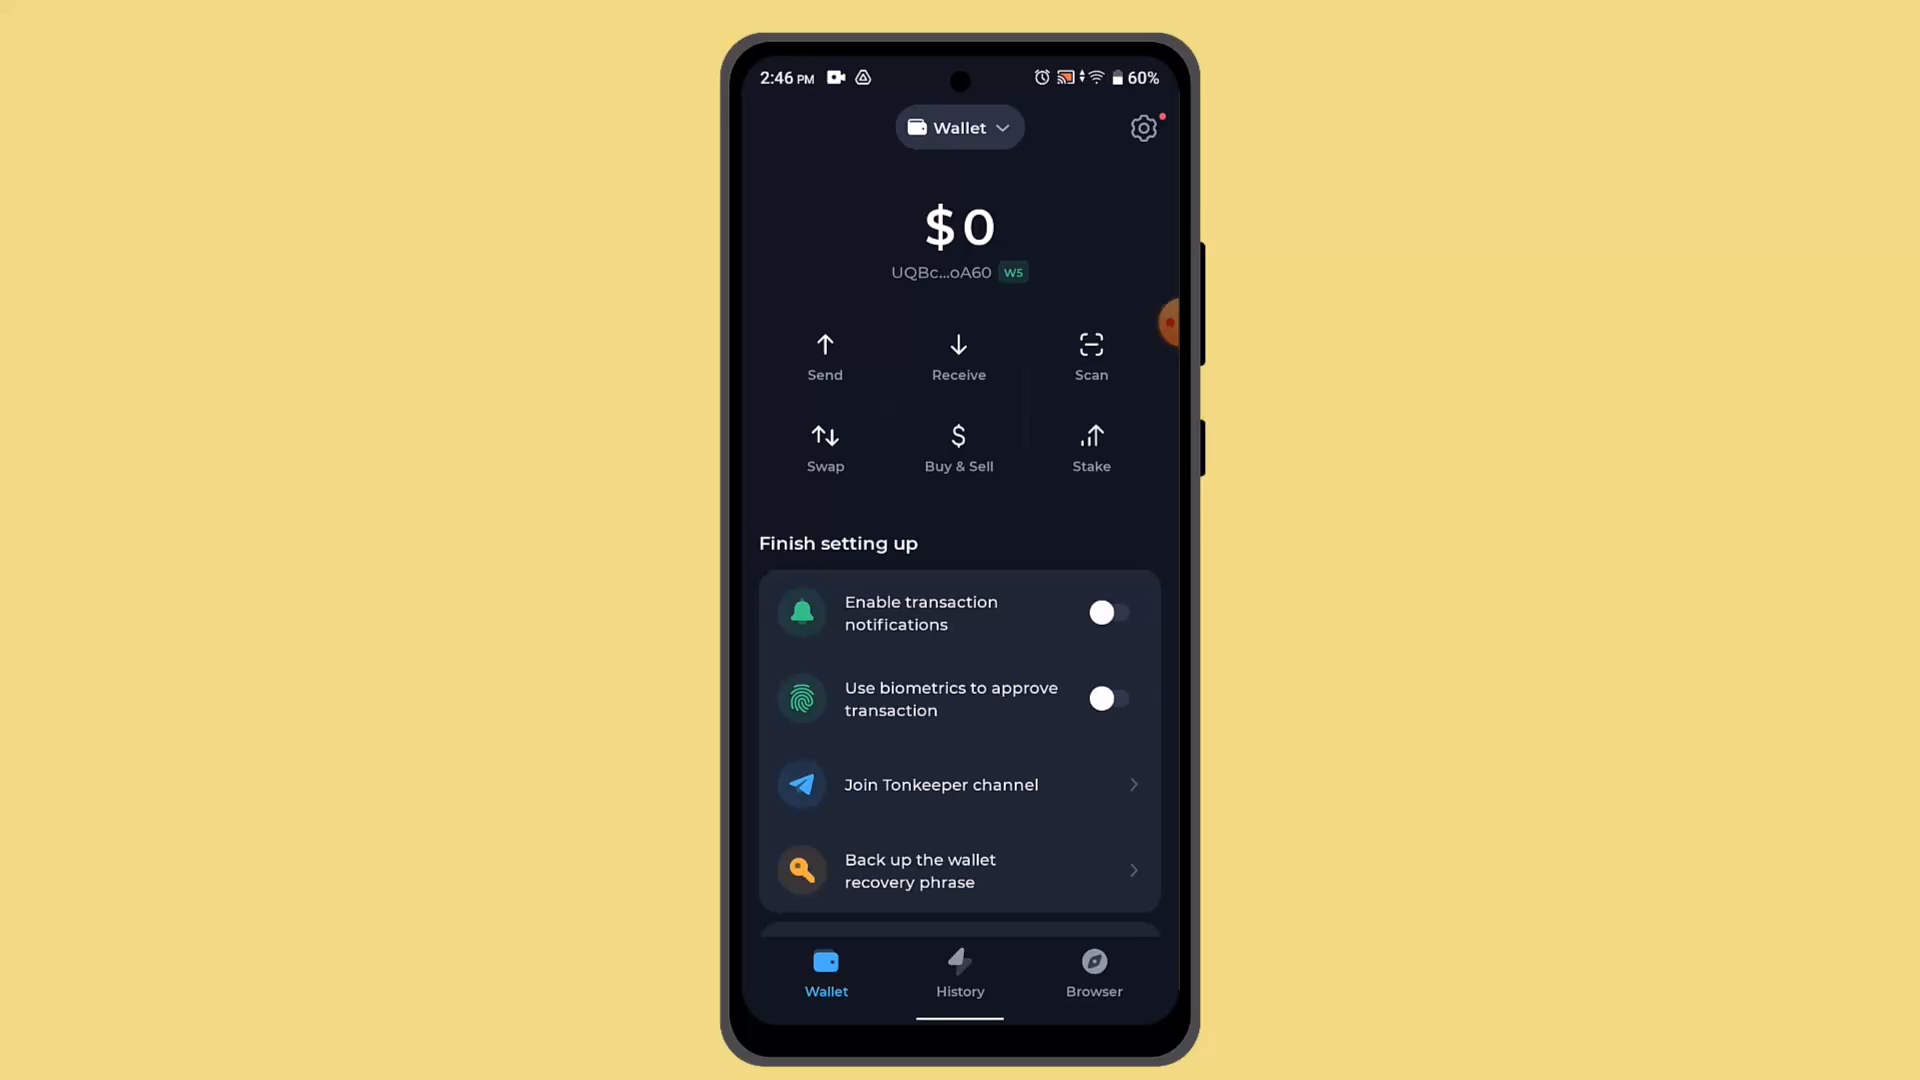 2:46 PM 60%
Wallet
$0
UQBc...oA60 W5
Send Receive Scan
Swap Buy & Sell Stake
Finish setting up
Enable transaction
notifications
Use biometrics to approve
transaction
Join Tonkeeper channel
Back up the wallet
recovery phrase
Wallet History Browser